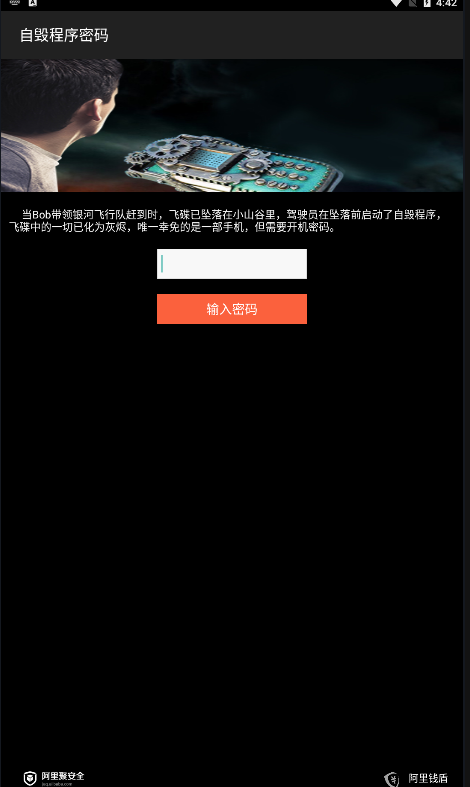 4:42
自毁程序密码
当Bob带领银河飞行队赶到时，飞碟已坠落在小山谷里，驾驶员在坠落前启动了自毁程序，
飞碟中的一切已化为灰烬，唯一幸免的是一部手机，但需要开机密码。
输入密码
阿里聚安全
阿里钱盾